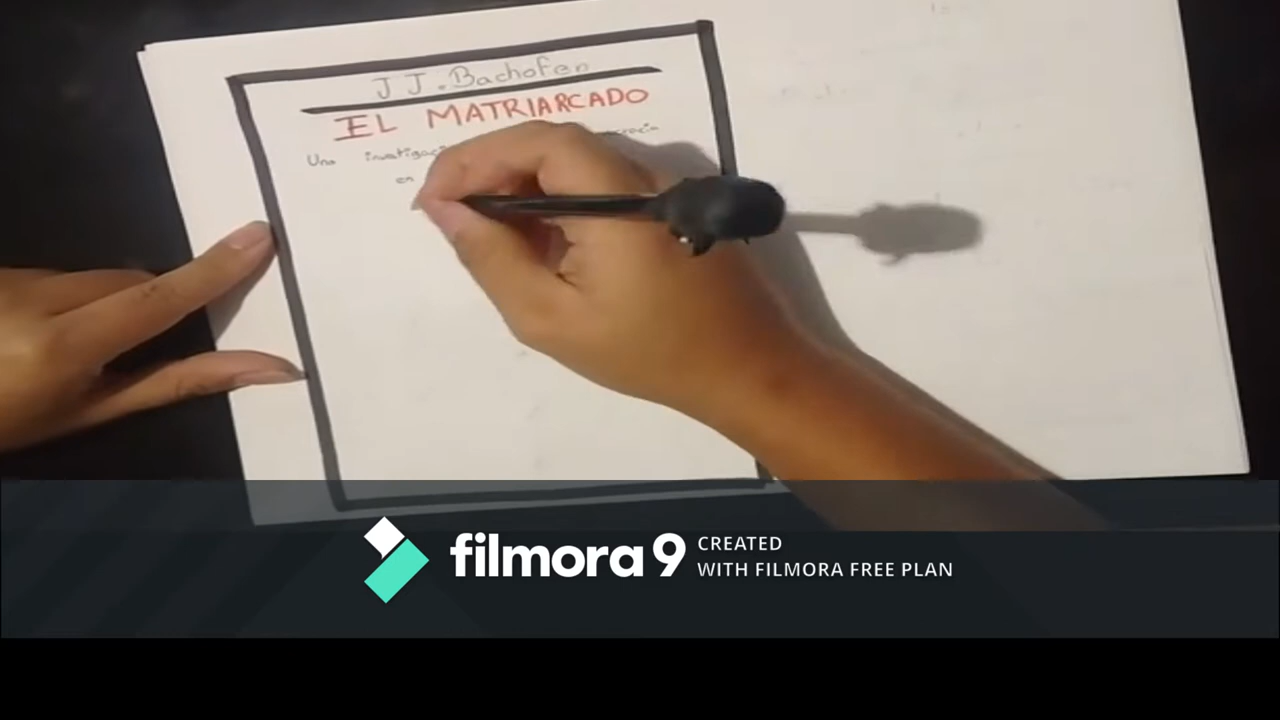 J J. Bachofen
EL MATRIARCADO
Una
en
filmora 9 CREATED
WITH FILMORA FREE PLAN